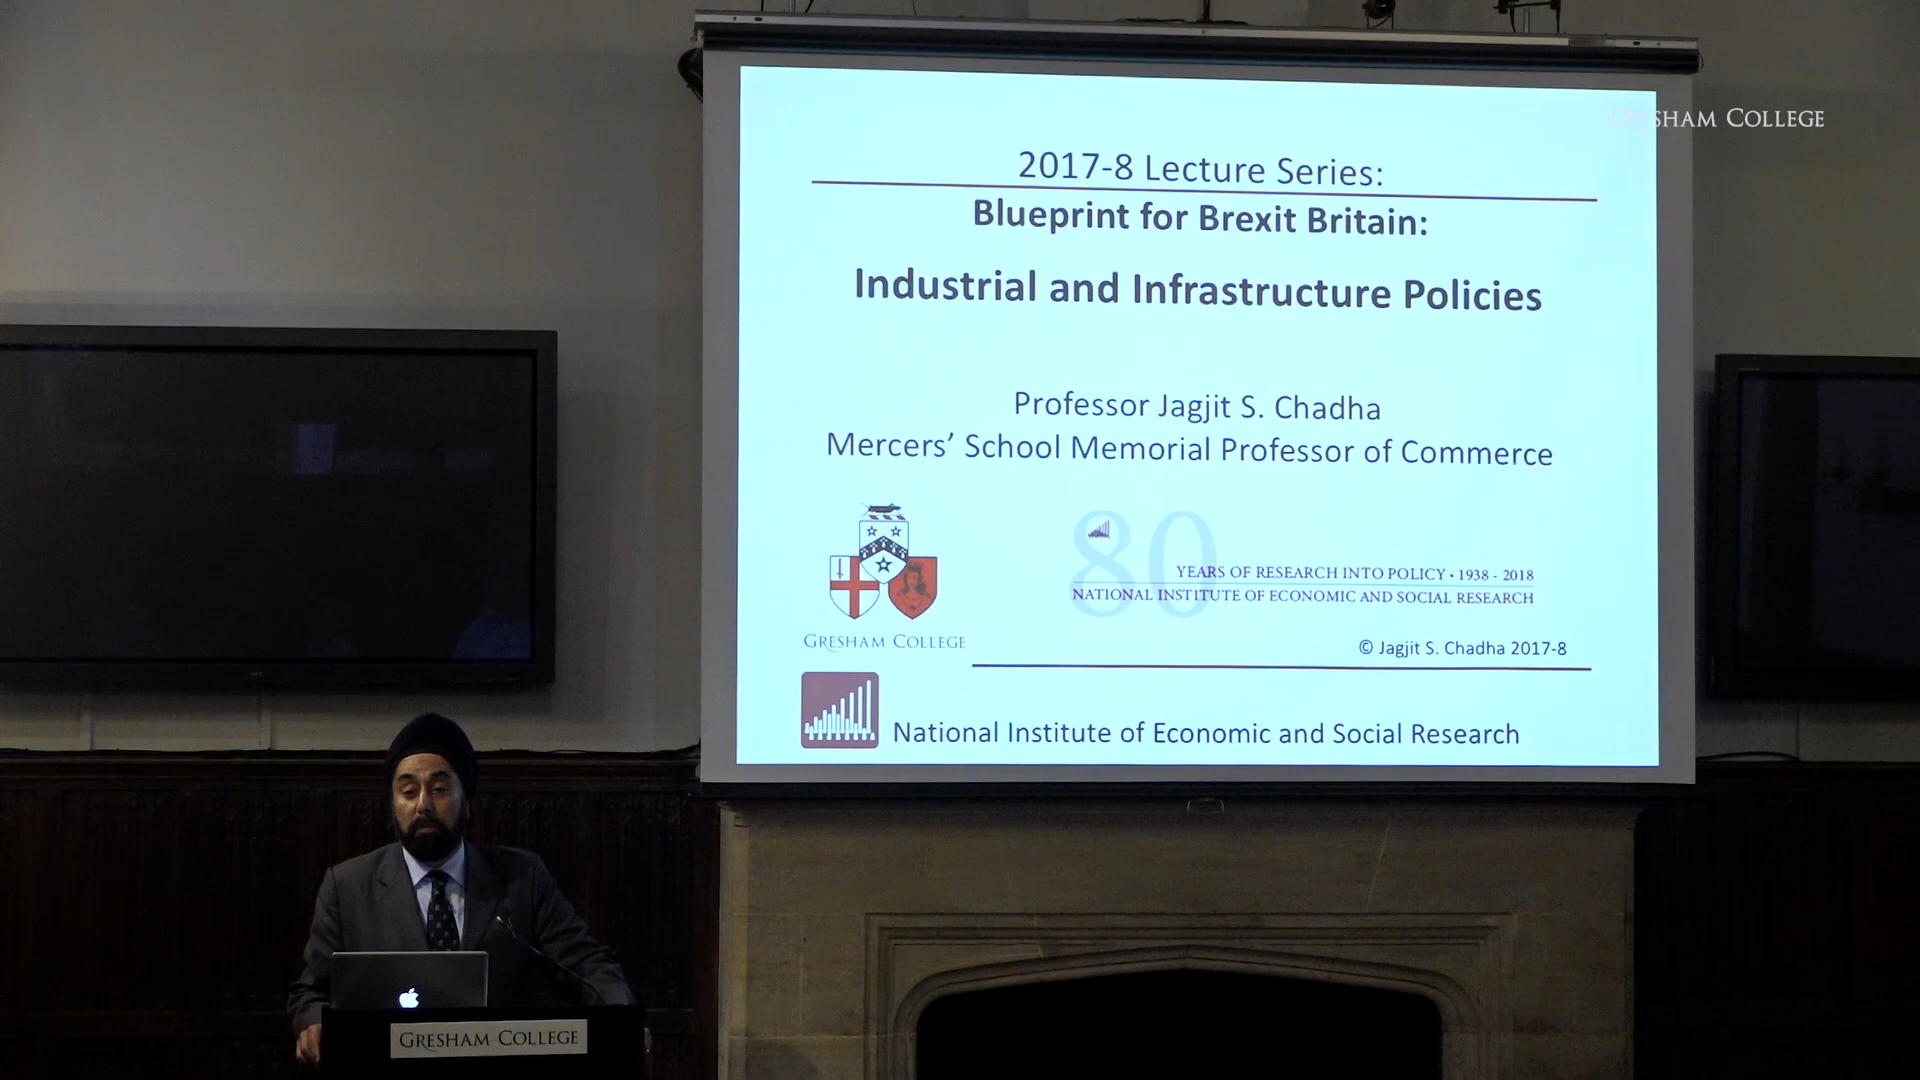 GRESHAM COLLEGE
2017-8 Lecture Series:
Blueprint for Brexit Britain:
Industrial and Infrastructure Policies
Professor Jagjit S. Chadha
Mercers' School Memorial Professor of Commerce
80
YEARS OF RESEARCH INTO POLICY • 1938 - 2018
NATIONAL INSTITUTE OF ECONOMIC AND SOCIAL RESEARCH
GRESHAM COLLEGE
© Jagjit S. Chadha 2017-8
National Institute of Economic and Social Research
GRESHAM COLLEGE